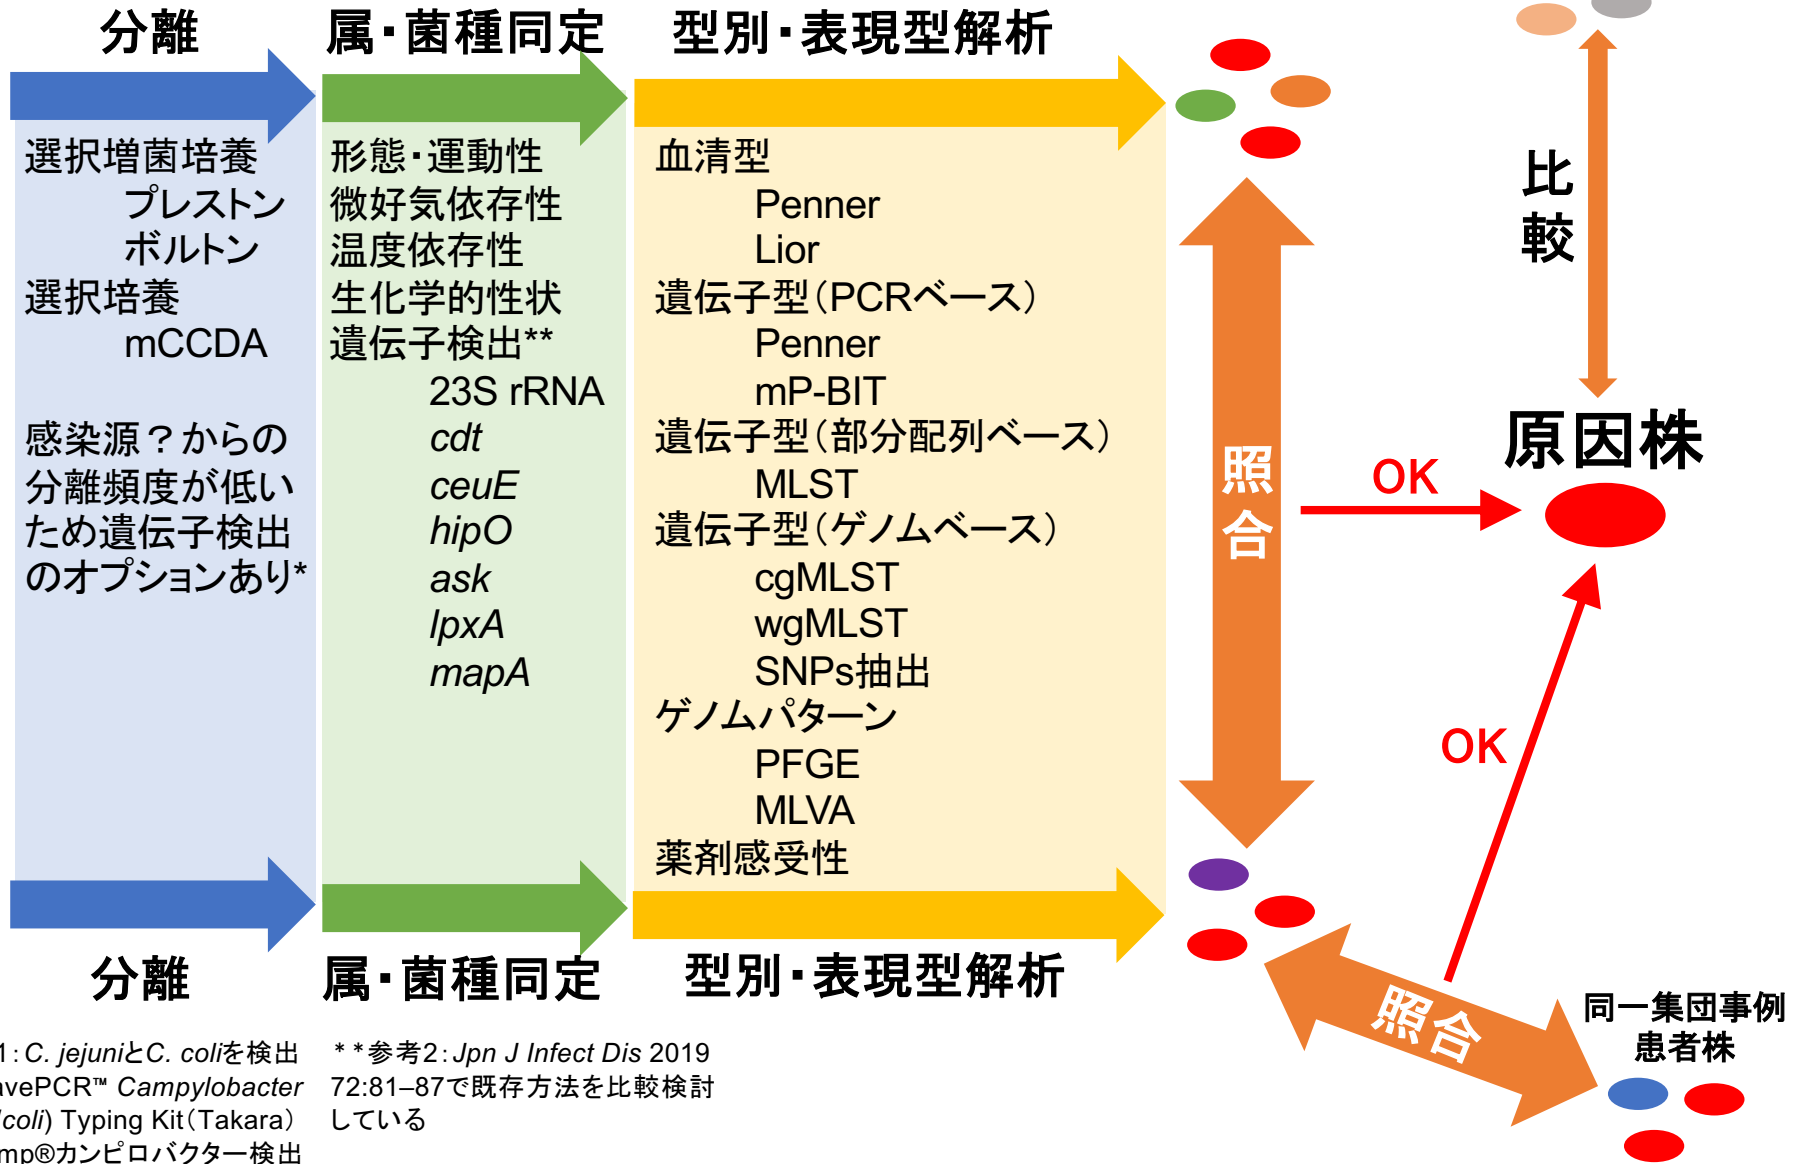 分離
属・菌種同定
型別・表現型解析
選択増菌培養
プレストン
ボルトン
選択培養
mCCDA
感染源？からの
分離頻度が低い
ため遺伝子検出
のオプションあり*
形態・運動性
微好気依存性
温度依存性
生化学的性状
遺伝子検出**
23S rRNA
cdt
ceuE
hipO
ask
lpxA
mapA
血清型
Penner
Lior
遺伝子型（PCRベース）
Penner
mP-BIT
遺伝子型（部分配列ベース）
MLST
遺伝子型（ゲノムベース）
cgMLST
wgMLST
SNPs抽出
ゲノムパターン
PFGE
MLVA
薬剤感受性
照合
比較
OK
原因株
OK
照合
同一集団事例
患者株
分離
属・菌種同定
型別・表現型解析
1：C. jejuniとC. coliを検出
avePCR™ Campylobacter
/coli) Typing Kit（Takara）
mp®カンピロバクター検出
**参考2：Jpn J Infect Dis 2019
72:81–87で既存方法を比較検討
している